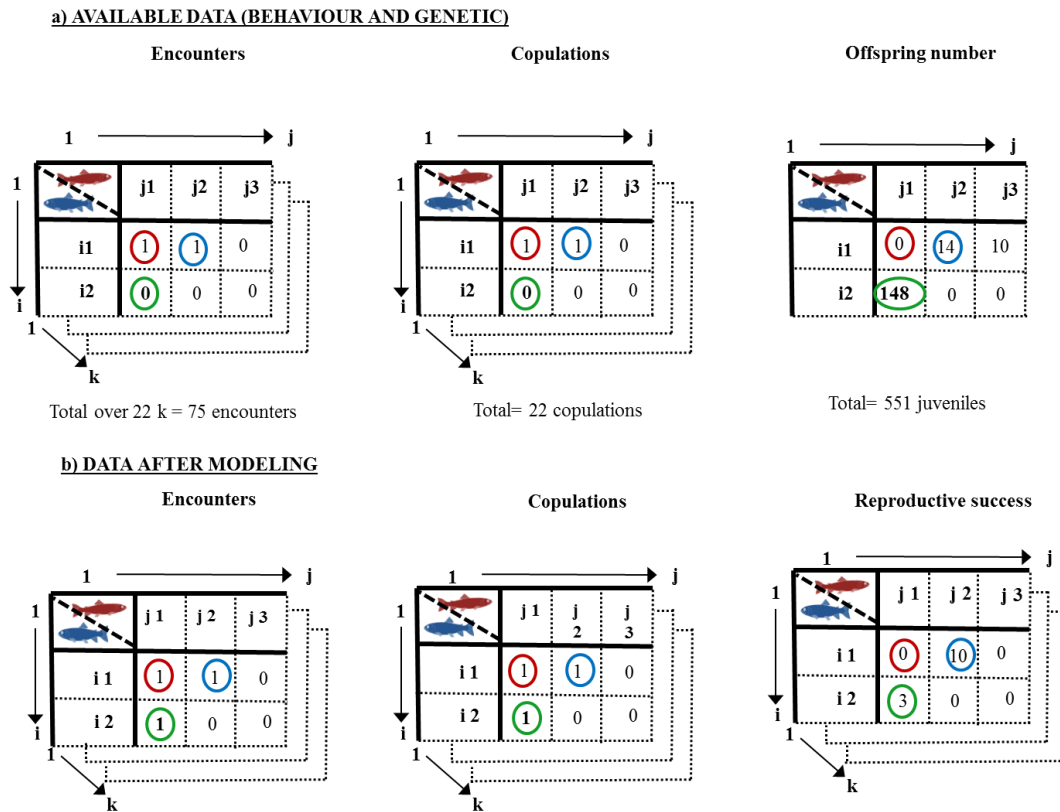 a) AVAILABLE DATA (BEHAVIOUR AND GENETIC)
Encounters
1 j
1 j1 j2 j3
i1 1 1 0
i2 0 0 0
i
1
k
Total over 22 k = 75 encounters
Copulations
1 j
1 j1 j2 j3
i1 1 1 0
i2 0 0 0
i
1
k
Total= 22 copulations
Offspring number
1 j
1 j1 j2 j3
i1 0 14 10
i2 148 0 0
i
Total= 551 juveniles
b) DATA AFTER MODELING
Encounters
1 j
1 j 1 j 2 j 3
i 1 1 1 0
i 2 1 0 0
i
1
k
Copulations
1 j
1 j 1 j j
2 3
i 1 1 1 0
i 2 1 0 0
i
1
k
Reproductive success
1 j
1 j 1 j 2 j 3
i 1 0 10 0
i 2 3 0 0
i
1
k